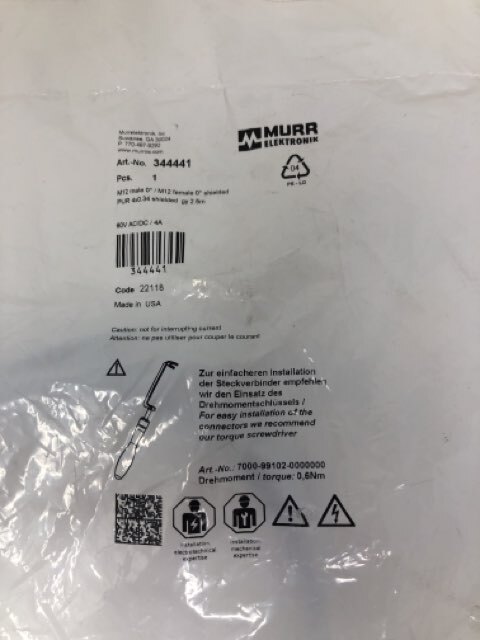 Murrelektronik, Inc
Suwanee, GA 30024
P. 770-497-9292
www.murrinc.com
MURR
ELEKTRONIK
Art.-No. 344441
Pcs. 1
04
PE-LD
M12 male 0° / M12 female 0° shielded
PUR 4x0.34 shielded gy
60V AC/DC / 4A
344441
Code 22118
Made in USA
Caution: not for interrupting current
Attention: ne pas utiliser pour couper le courant
Zur einfacheren Installation
der Steckverbinder empfehlen
wir den Einsatz des
Drehmomentschlüssels /
For easy installation of the
connectors we recommend
our torque screwdriver
Art.-No.: 7000-99102-0000000
Drehmoment / torque: 0,6Nm
Installation
electrotechnical
expertise
Installation
mechanical
expertise